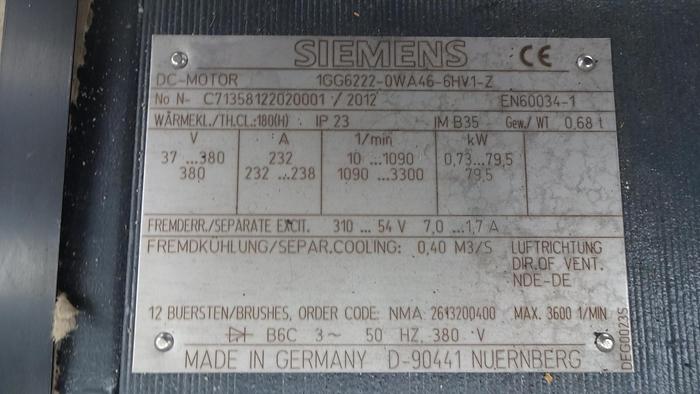 SIEMENS CE
DC-MOTOR 1GG6222-0WA46-6HV1-Z
No N- C71358122020001 / 2012 EN60034-1
WÄRMEKL./TH.CL.:180(H) IP 23 IM B35 Gew./ WT 0,68 t
V A 1/min kW
37 ...380 232 10 ...1090 0,73...79,5
380 232 ...238 1090 ...3300 79,5
FREMDERR./SEPARATE EXCIT. 310 ... 54 V 7,0 ...1,7 A
FREMDKÜHLUNG/SEPAR.COOLING: 0,40 M3/S LUFTRICHTUNG
DIR.OF VENT.
NDE-DE
12 BUERSTEN/BRUSHES, ORDER CODE: NMA 2613200400 MAX. 3600 1/MIN
B6C 3~ 50 HZ, 380 V
MADE IN GERMANY D-90441 NUERNBERG
DEG00235